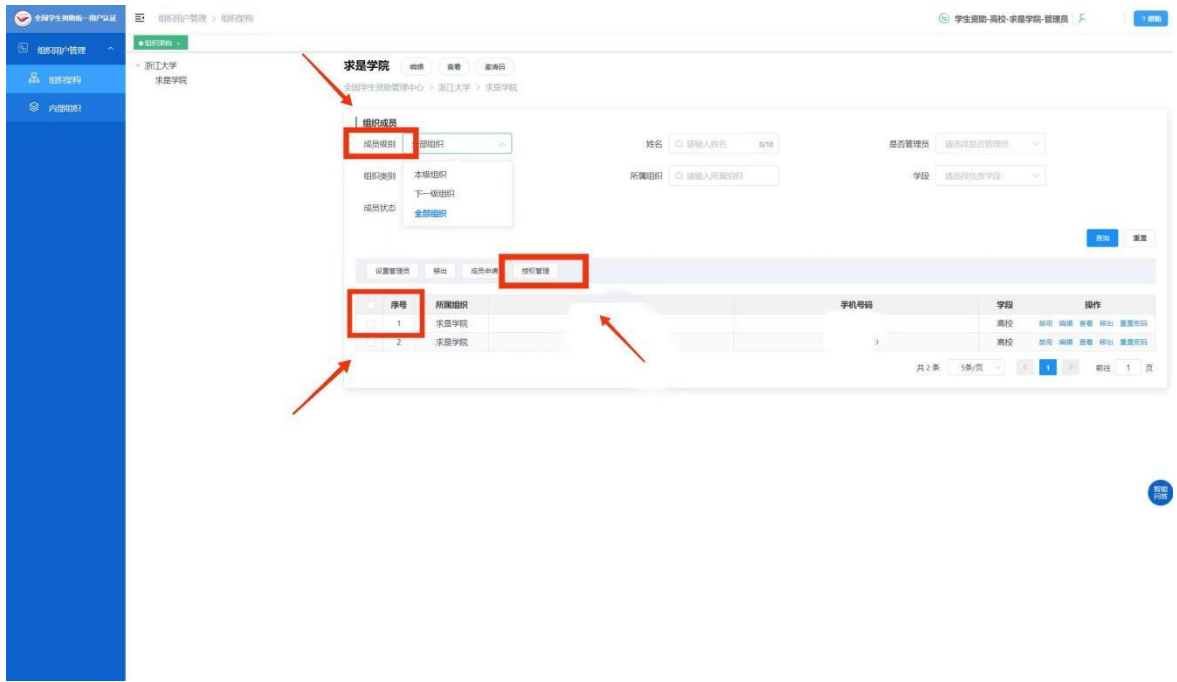 全国学生资助统一用户认证
组织用户管理 > 组织架构
学生资助-高校-求是学院-管理员
? 帮助
组织用户管理
组织架构
内部组织
组织架构 ×
浙江大学
求是学院
求是学院 编辑 查看 邀请码
全国学生资助管理中心 > 浙江大学 > 求是学院
组织成员
成员级别 全部组织 姓名 请输入姓名 0/10 是否管理员 请选择是否管理员
组织类别 所属组织 请输入所属组织 学段 请选择负责学段
本级组织
下一级组织
全部组织
成员状态
查询 重置
设置管理员 移出 成员申请 授权管理
序号 所属组织 手机号码 学段 操作
1 求是学院 高校 禁用 编辑 查看 移出 重置密码
2 求是学院 高校 禁用 编辑 查看 移出 重置密码
共 2 条 5条/页 < 1 > 前往 1 页
智能
问答